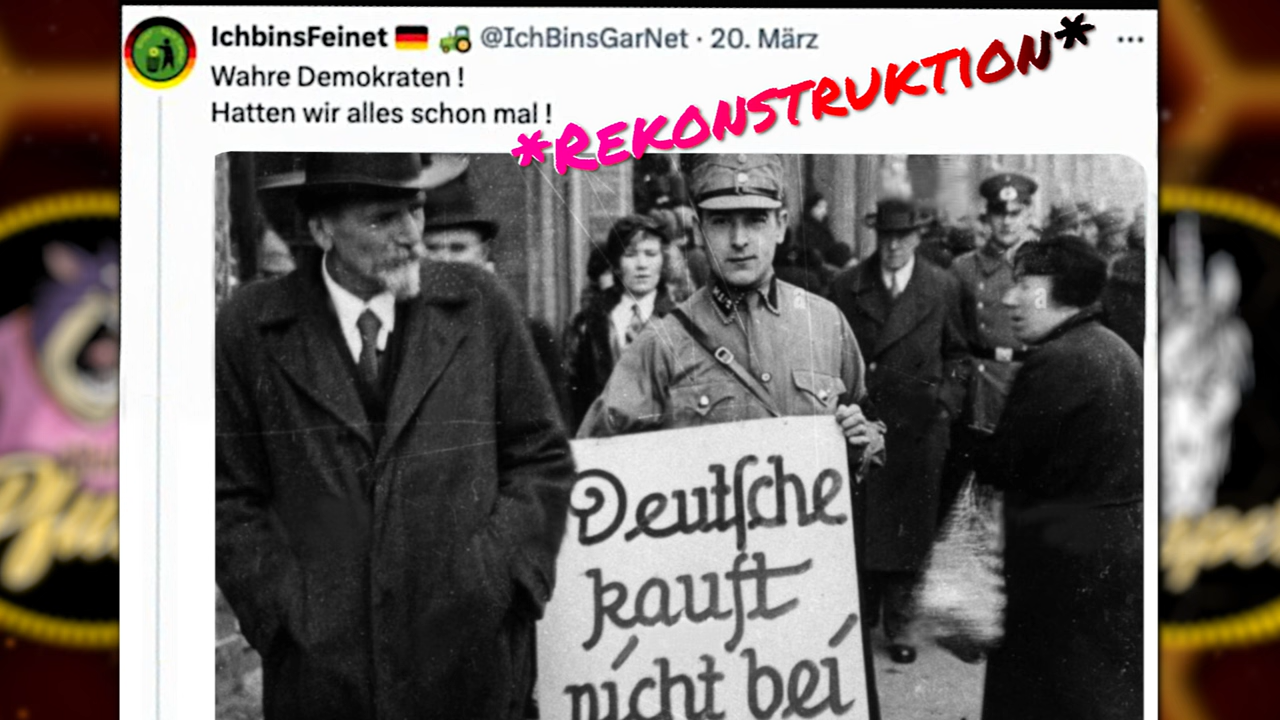 IchbinsFeinet 🇩🇪 🚜 @IchBinsGarNet · 20. März
Wahre Demokraten !
Hatten wir alles schon mal !
*REKONSTRUKTION*
Deutsche
kauft
nicht bei